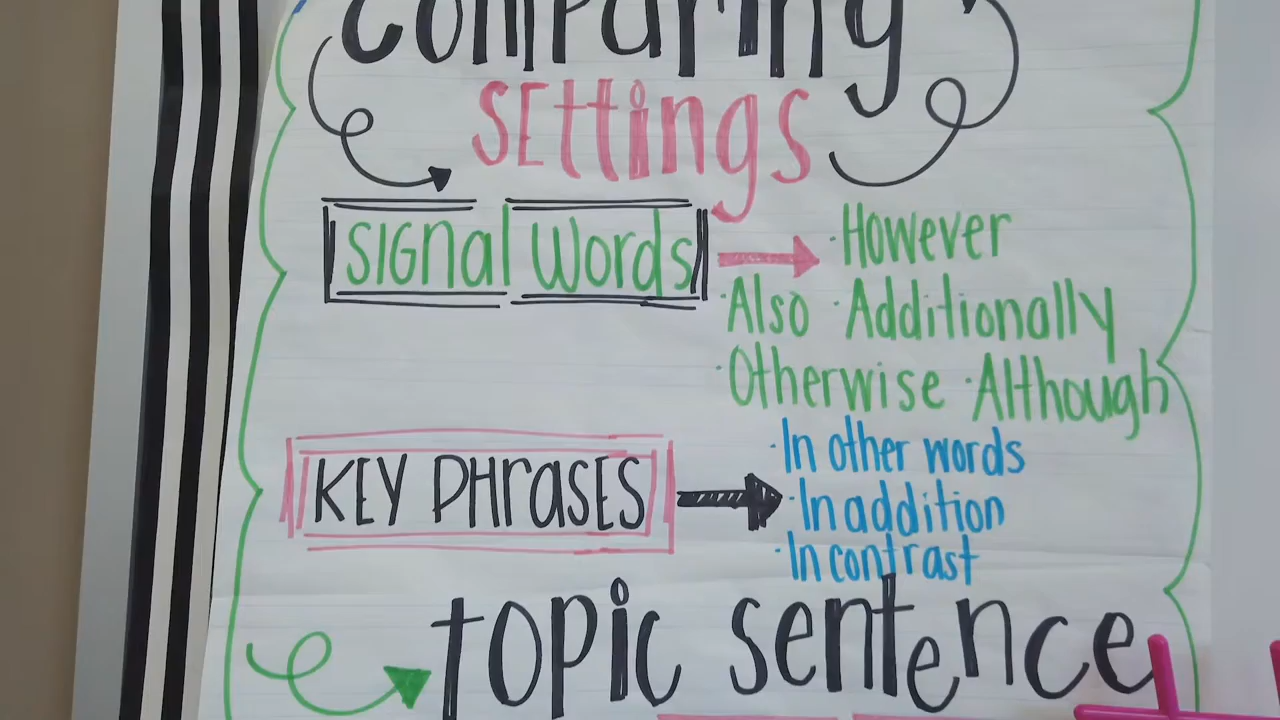 Comparing
Settings
Signal Words
· However
· Also · Additionally
· Otherwise · Although
Key Phrases
· In other words
· In addition
· In contrast
topic sentence